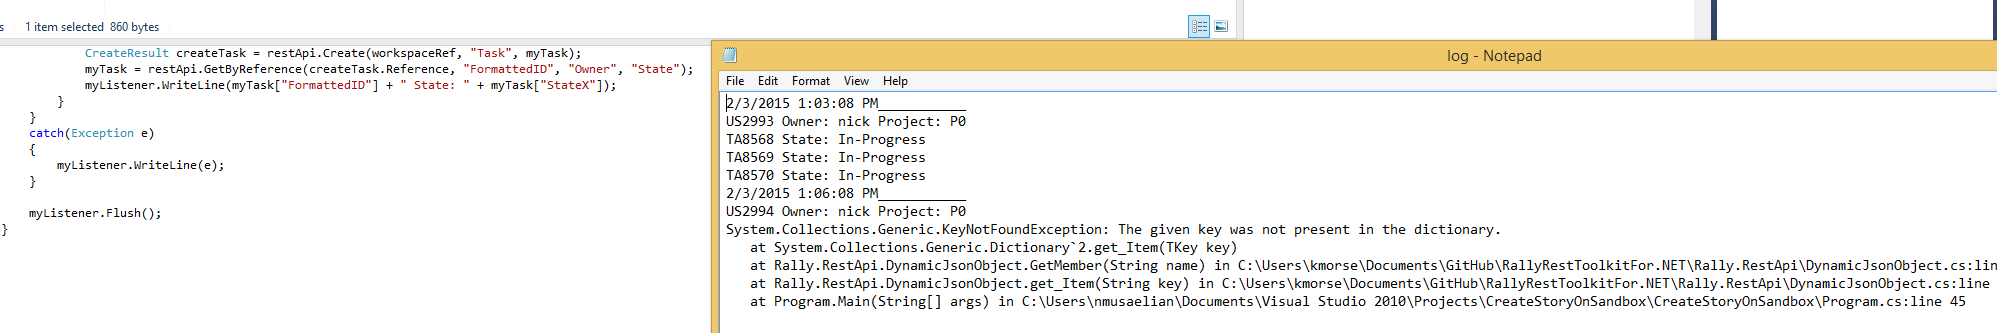 s
1 item selected 860 bytes
CreateResult createTask = restApi.Create(workspaceRef, "Task", myTask);
myTask = restApi.GetByReference(createTask.Reference, "FormattedID", "Owner", "State");
myListener.WriteLine(myTask["FormattedID"] + " State: " + myTask["StateX"]);
}
}
catch(Exception e)
{
myListener.WriteLine(e);
}
myListener.Flush();
}
log - Notepad
File Edit Format View Help
2/3/2015 1:03:08 PM___________
US2993 Owner: nick Project: P0
TA8568 State: In-Progress
TA8569 State: In-Progress
TA8570 State: In-Progress
2/3/2015 1:06:08 PM___________
US2994 Owner: nick Project: P0
System.Collections.Generic.KeyNotFoundException: The given key was not present in the dictionary.
at System.Collections.Generic.Dictionary`2.get_Item(TKey key)
at Rally.RestApi.DynamicJsonObject.GetMember(String name) in C:\Users\kmorse\Documents\GitHub\RallyRestToolkitFor.NET\Rally.RestApi\DynamicJsonObject.cs:lin
at Rally.RestApi.DynamicJsonObject.get_Item(String key) in C:\Users\kmorse\Documents\GitHub\RallyRestToolkitFor.NET\Rally.RestApi\DynamicJsonObject.cs:line
at Program.Main(String[] args) in C:\Users\nmusaelian\Documents\Visual Studio 2010\Projects\CreateStoryOnSandbox\CreateStoryOnSandbox\Program.cs:line 45